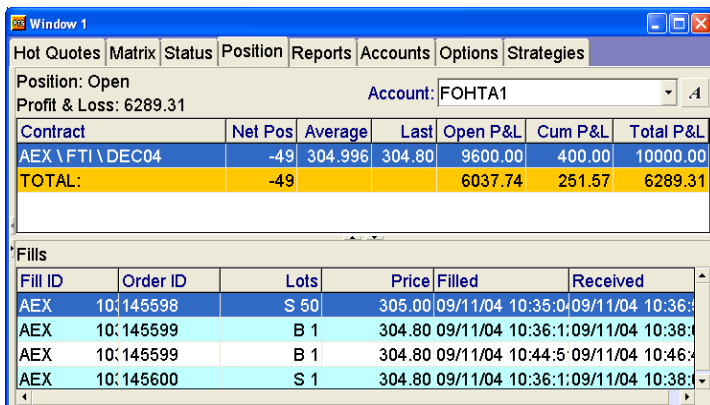 PTS Window 1
Hot Quotes Matrix Status Position Reports Accounts Options Strategies
Position: Open
Profit & Loss: 6289.31
Account: FOHTA1 A
Contract Net Pos Average Last Open P&L Cum P&L Total P&L
AEX \ FTI \ DEC04 -49 304.996 304.80 9600.00 400.00 10000.00
TOTAL: -49 6037.74 251.57 6289.31
Fills
Fill ID Order ID Lots Price Filled Received
AEX 145598 S 50 305.00 09/11/04 10:35:0 09/11/04 10:36:
AEX 145599 B 1 304.80 09/11/04 10:36:1 09/11/04 10:38:
AEX 145599 B 1 304.80 09/11/04 10:44:5 09/11/04 10:46:
AEX 145600 S 1 304.80 09/11/04 10:36:1 09/11/04 10:38: